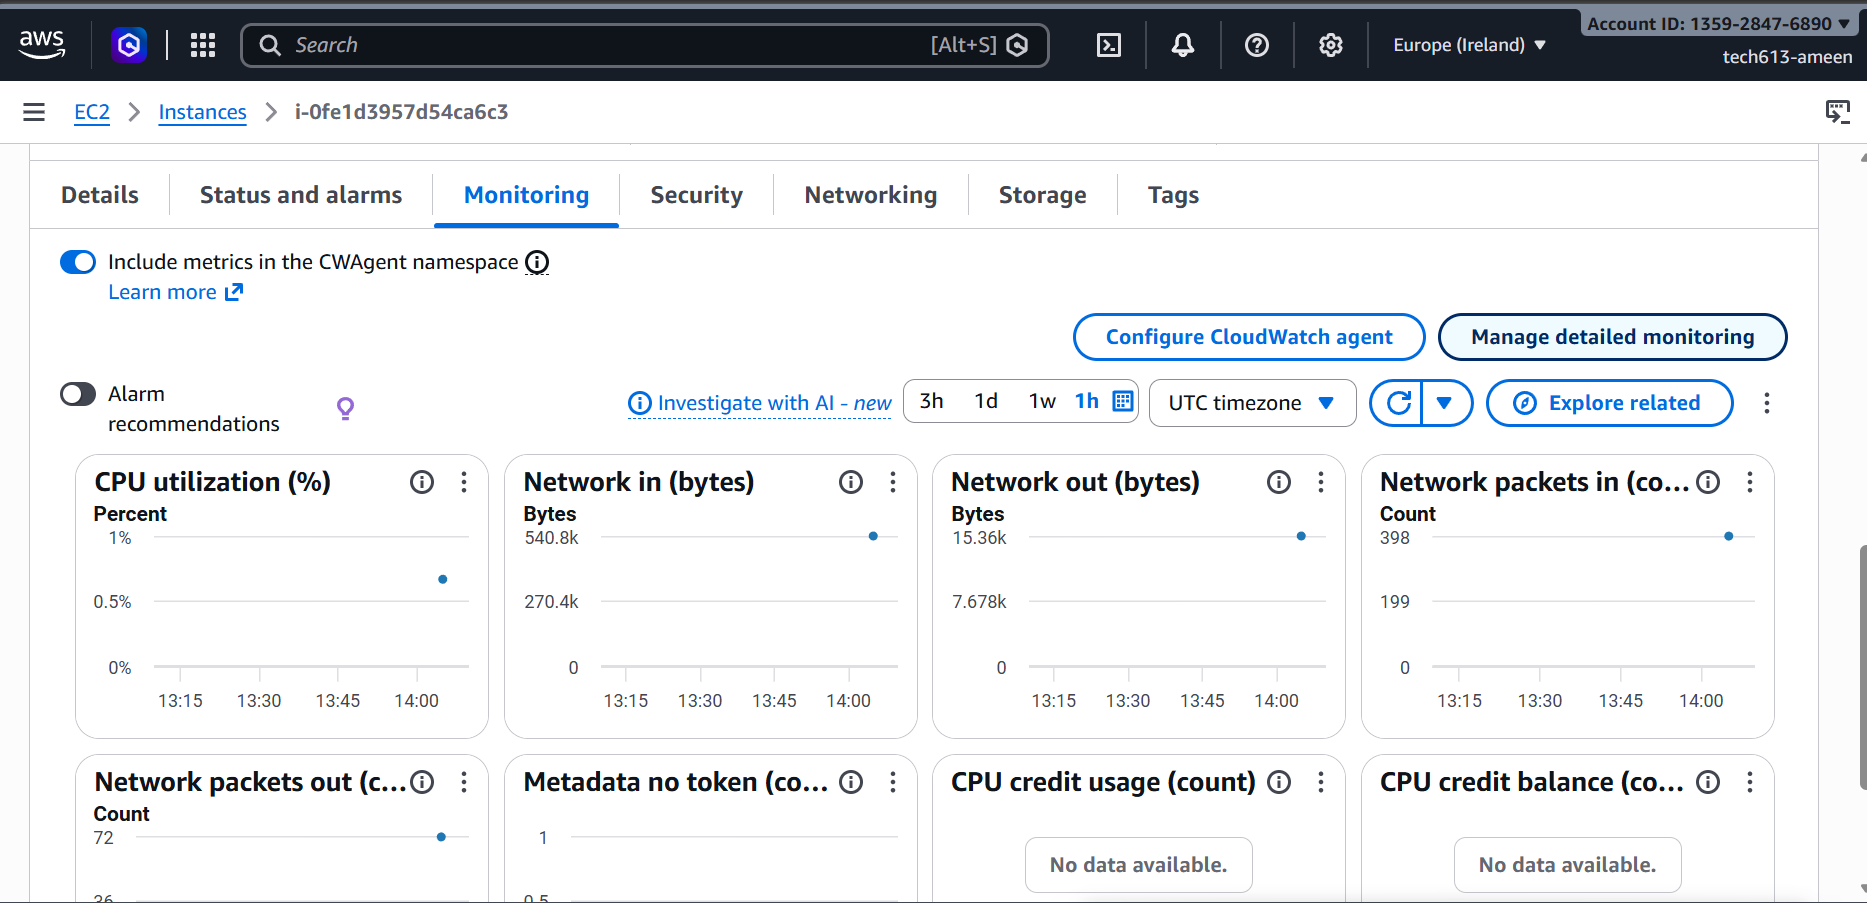 aws
Search
[Alt+S]
Europe (Ireland)
Account ID: 1359-2847-6890
tech613-ameen
EC2
Instances
i-0fe1d3957d54ca6c3
Details
Status and alarms
Monitoring
Security
Networking
Storage
Tags
Include metrics in the CWAgent namespace
Learn more
Configure CloudWatch agent
Manage detailed monitoring
Alarm
recommendations
Investigate with AI - new
3h
1d
1w
1h
UTC timezone
Explore related
CPU utilization (%)
Percent
1%
0.5%
0%
13:15
13:30
13:45
14:00
Network in (bytes)
Bytes
540.8k
270.4k
0
13:15
13:30
13:45
14:00
Network out (bytes)
Bytes
15.36k
7.678k
0
13:15
13:30
13:45
14:00
Network packets in (co...
Count
398
199
0
13:15
13:30
13:45
14:00
Network packets out (c...
Count
72
36
Metadata no token (co...
1
0.5
CPU credit usage (count)
No data available.
CPU credit balance (co...
No data available.